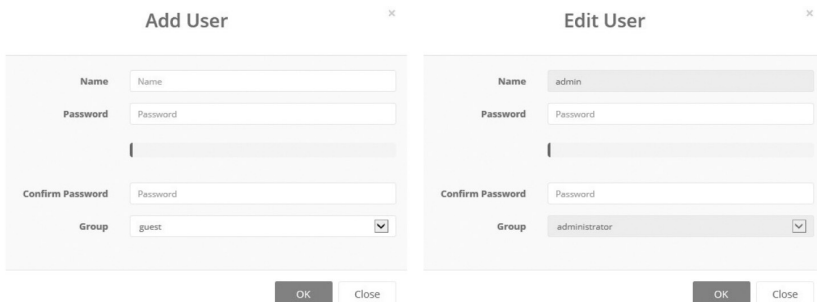 Add User
×
Name
Name
Password
Password
Confirm Password
Password
Group
guest
OK
Close
Edit User
×
Name
admin
Password
Password
Confirm Password
Password
Group
administrator
OK
Close